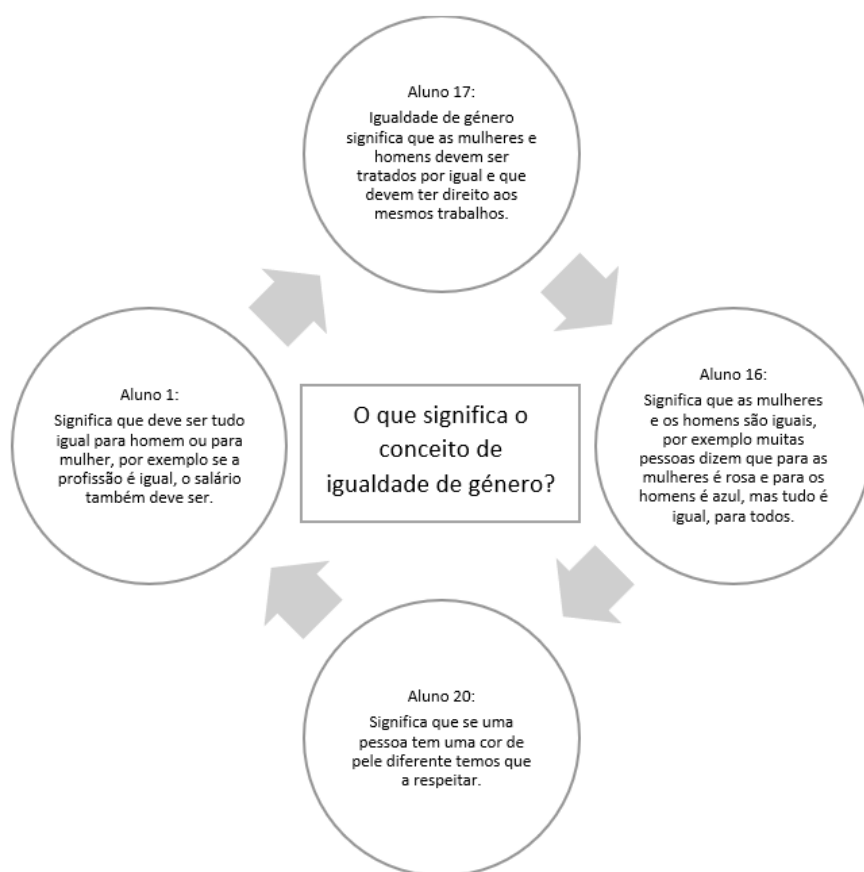 Aluno 17:
Igualdade de género
significa que as mulheres e
homens devem ser
tratados por igual e que
devem ter direito aos
mesmos trabalhos.
Aluno 16:
Significa que as mulheres
e os homens são iguais,
por exemplo muitas
pessoas dizem que para as
mulheres é rosa e para os
homens é azul, mas tudo é
igual, para todos.
Aluno 20:
Significa que se uma
pessoa tem uma cor de
pele diferente temos que
a respeitar.
Aluno 1:
Significa que deve ser tudo
igual para homem ou para
mulher, por exemplo se a
profissão é igual, o salário
também deve ser.
O que significa o
conceito de
igualdade de género?